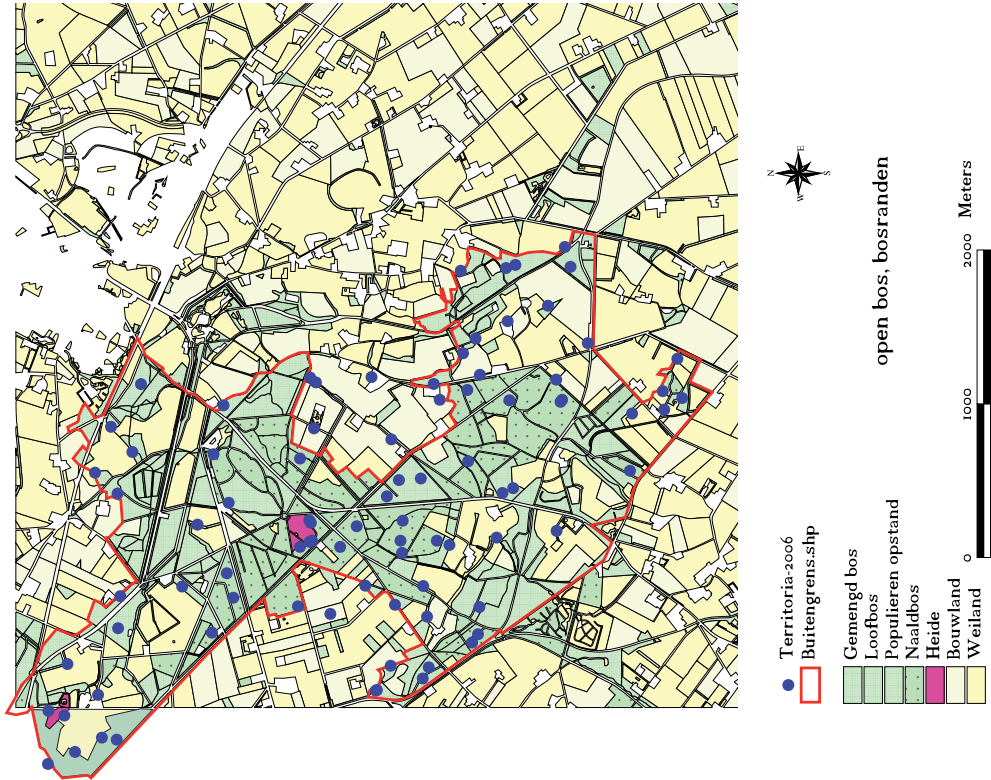 N
W E
S
open bos, bosranden
Territoria-2006
Buitengrens.shp
Gemengd bos
Loofbos
Populieren opstand
Naaldbos
Heide
Bouwland
Weiland
0 1000 2000 Meters